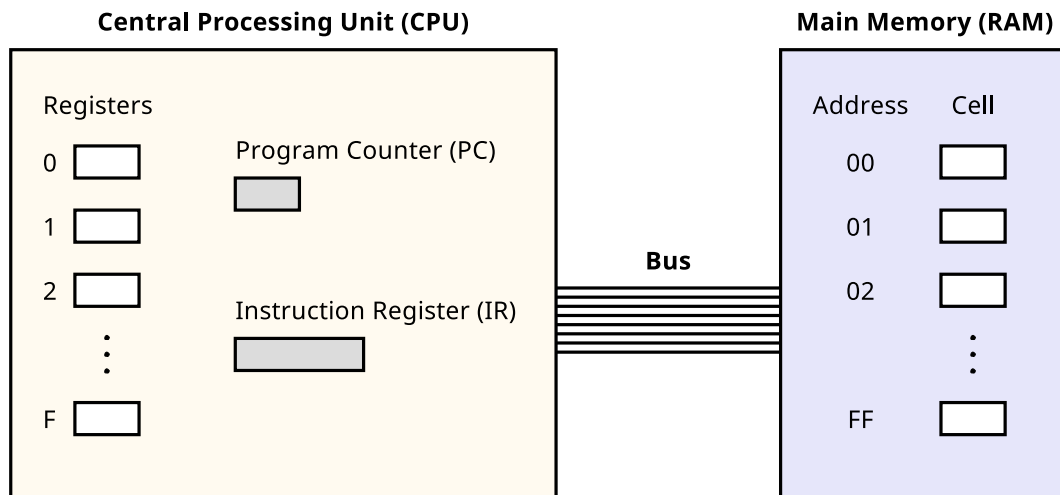 Central Processing Unit (CPU)
Main Memory (RAM)
Registers
0
1
2
F
Program Counter (PC)
Instruction Register (IR)
Bus
Address Cell
00
01
02
FF